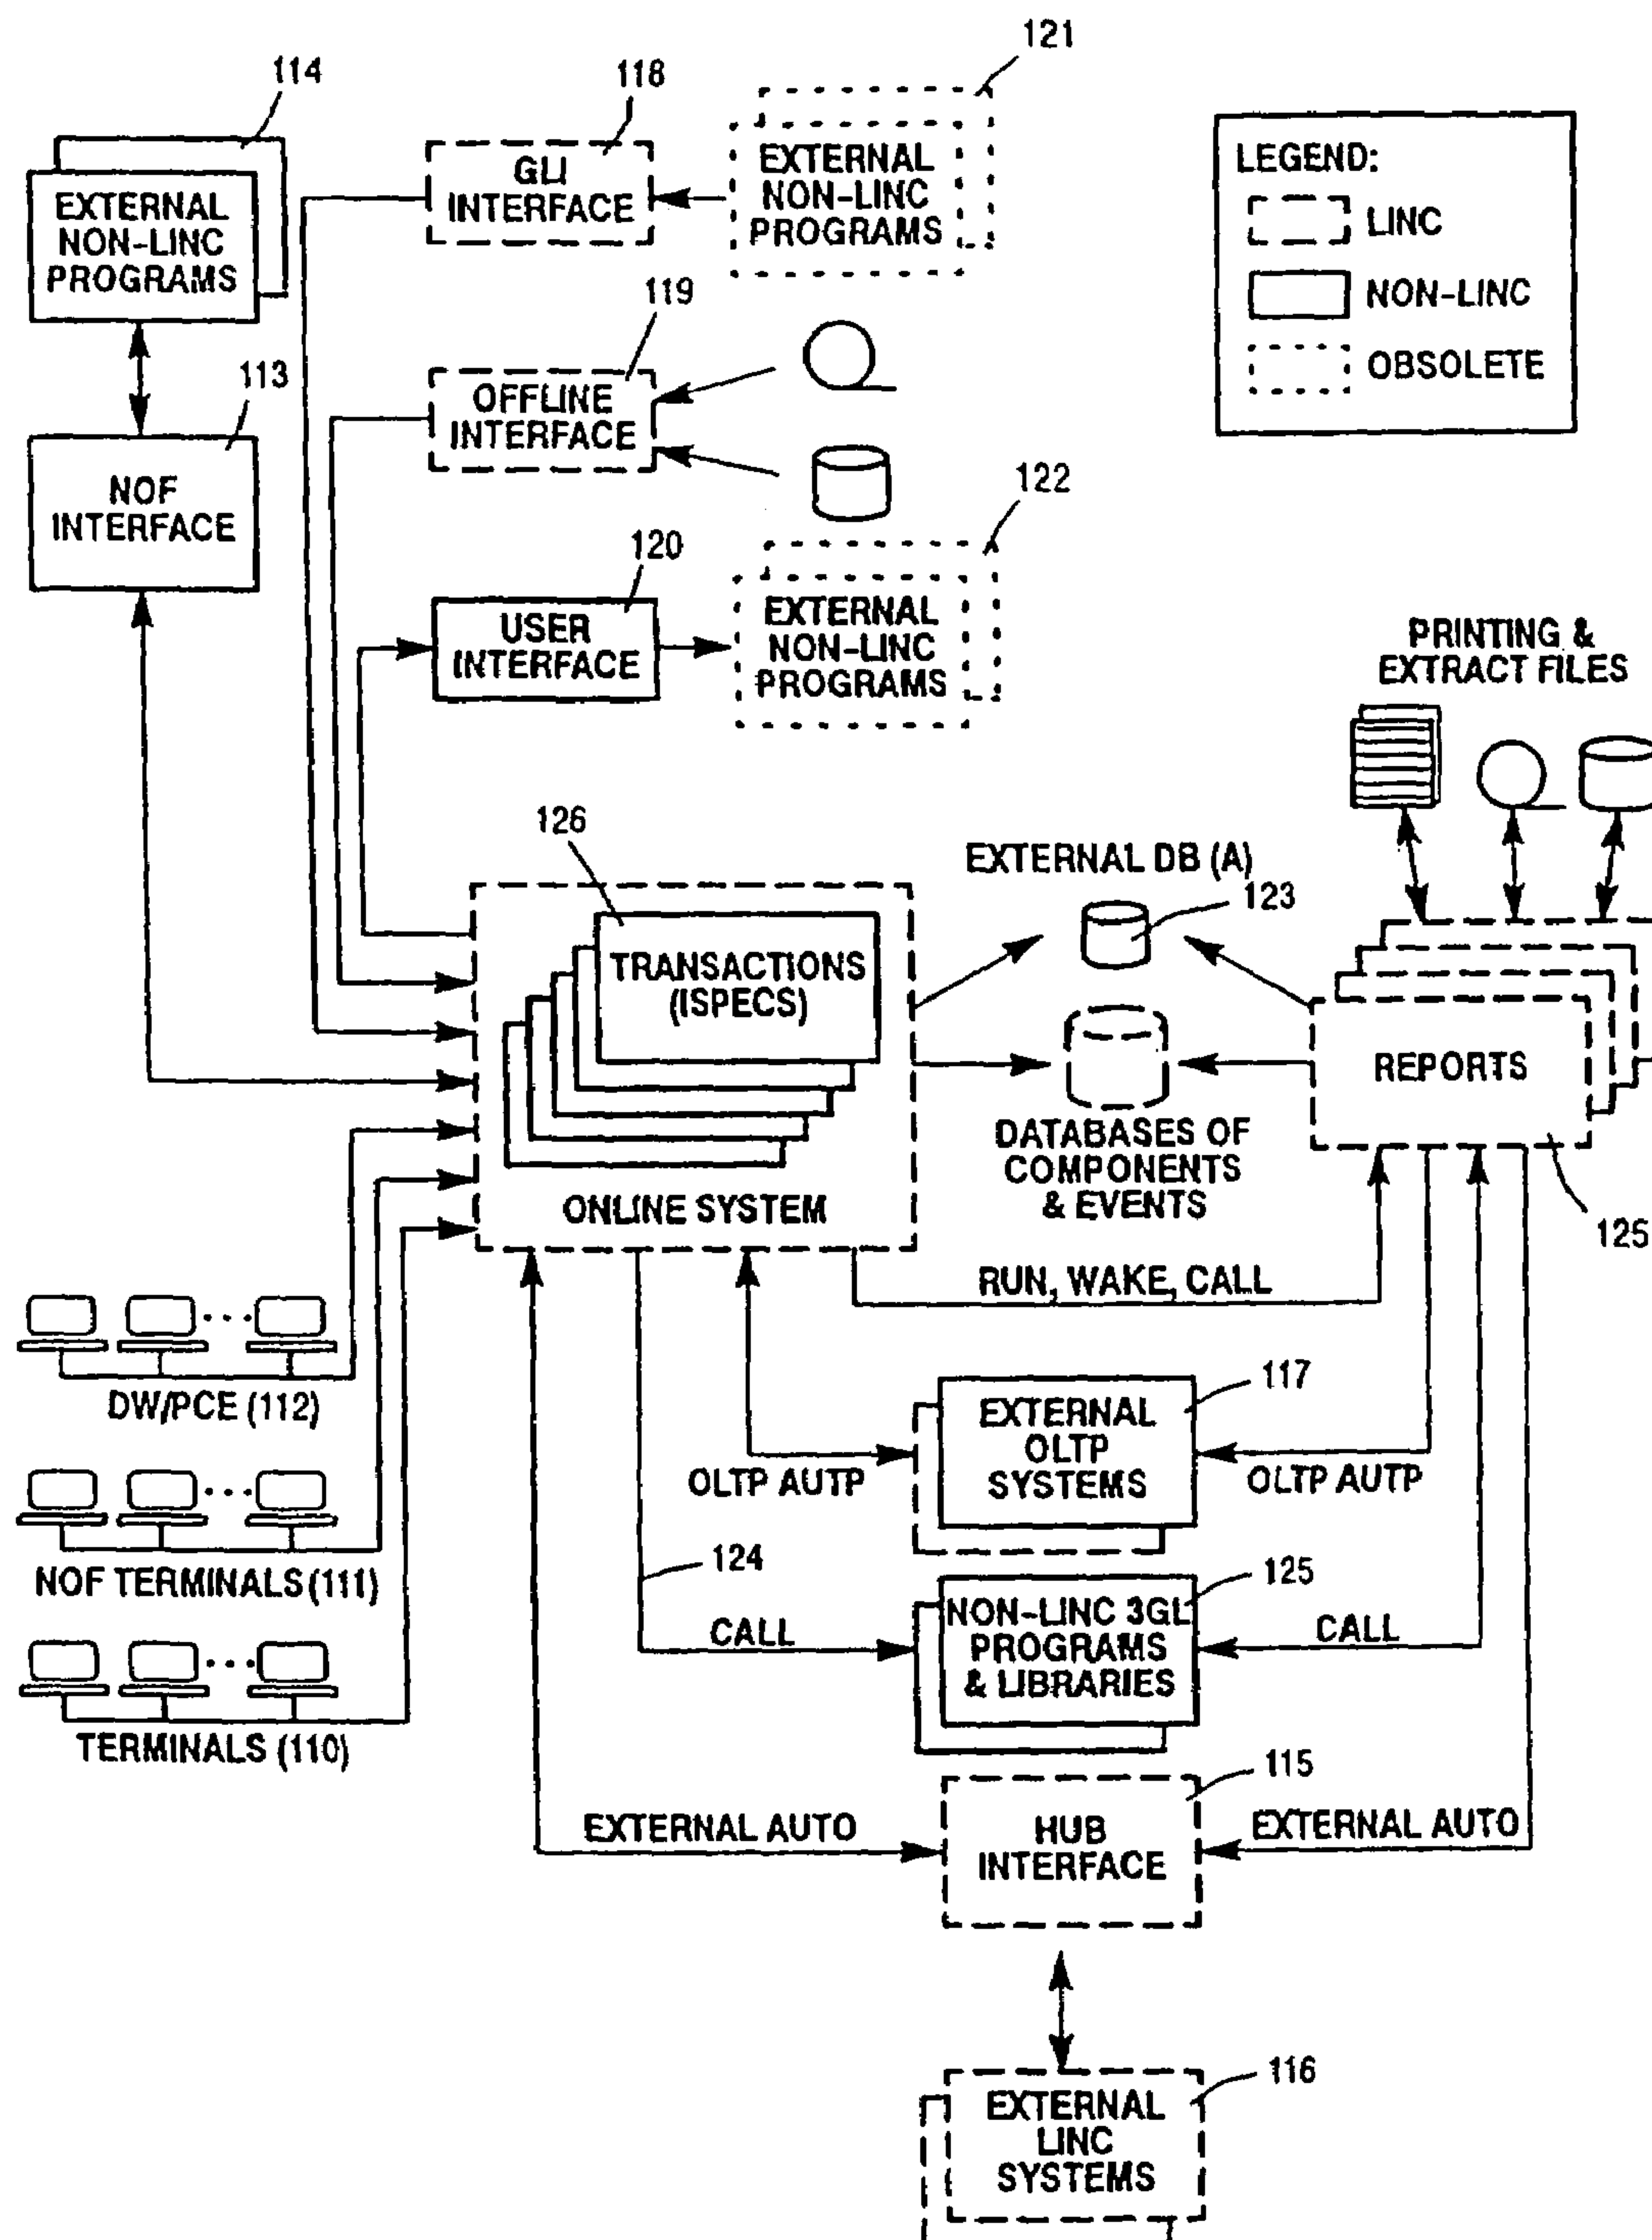 121
114
118
EXTERNAL
NON-LINC
PROGRAMS
GLI
INTERFACE
EXTERNAL
NON-LINC
PROGRAMS
LEGEND:
LINC
NON-LINC
OBSOLETE
119
113
OFFLINE
INTERFACE
NOF
INTERFACE
122
120
USER
INTERFACE
EXTERNAL
NON-LINC
PROGRAMS
PRINTING &
EXTRACT FILES
126
EXTERNAL DB (A)
123
TRANSACTIONS
(ISPECS)
REPORTS
DATABASES OF
COMPONENTS
& EVENTS
ONLINE SYSTEM
125
RUN, WAKE, CALL
DW/PCE (112)
117
EXTERNAL
OLTP
SYSTEMS
OLTP AUTP
OLTP AUTP
NOF TERMINALS (111)
124
125
NON-LINC 3GL
PROGRAMS
& LIBRARIES
CALL
CALL
TERMINALS (110)
115
EXTERNAL AUTO
HUB
INTERFACE
EXTERNAL AUTO
116
EXTERNAL
LINC
SYSTEMS